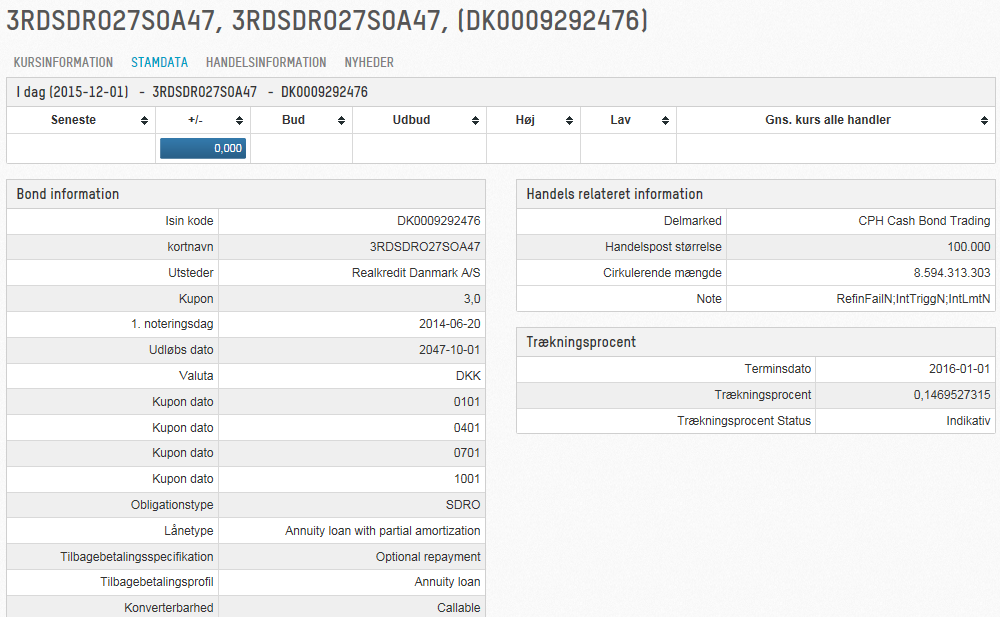 3RDSDRO27SOA47, 3RDSDRO27SOA47, (DK0009292476)
KURSINFORMATION STAMDATA HANDELSINFORMATION NYHEDER
I dag (2015-12-01) - 3RDSDRO27SOA47 - DK0009292476
Seneste +/- Bud Udbud Høj Lav Gns. kurs alle handler
0,000
Bond information
Isin kode DK0009292476
kortnavn 3RDSDRO27SOA47
Utsteder Realkredit Danmark A/S
Kupon 3,0
1. noteringsdag 2014-06-20
Udløbs dato 2047-10-01
Valuta DKK
Kupon dato 0101
Kupon dato 0401
Kupon dato 0701
Kupon dato 1001
Obligationstype SDRO
Lånetype Annuity loan with partial amortization
Tilbagebetalingsspecifikation Optional repayment
Tilbagebetalingsprofil Annuity loan
Konverterbarhed Callable
Handels relateret information
Delmarked CPH Cash Bond Trading
Handelspost størrelse 100.000
Cirkulerende mængde 8.594.313.303
Note RefinFailN;IntTriggN;IntLmtN
Trækningsprocent
Terminsdato 2016-01-01
Trækningsprocent 0,1469527315
Trækningsprocent Status Indikativ